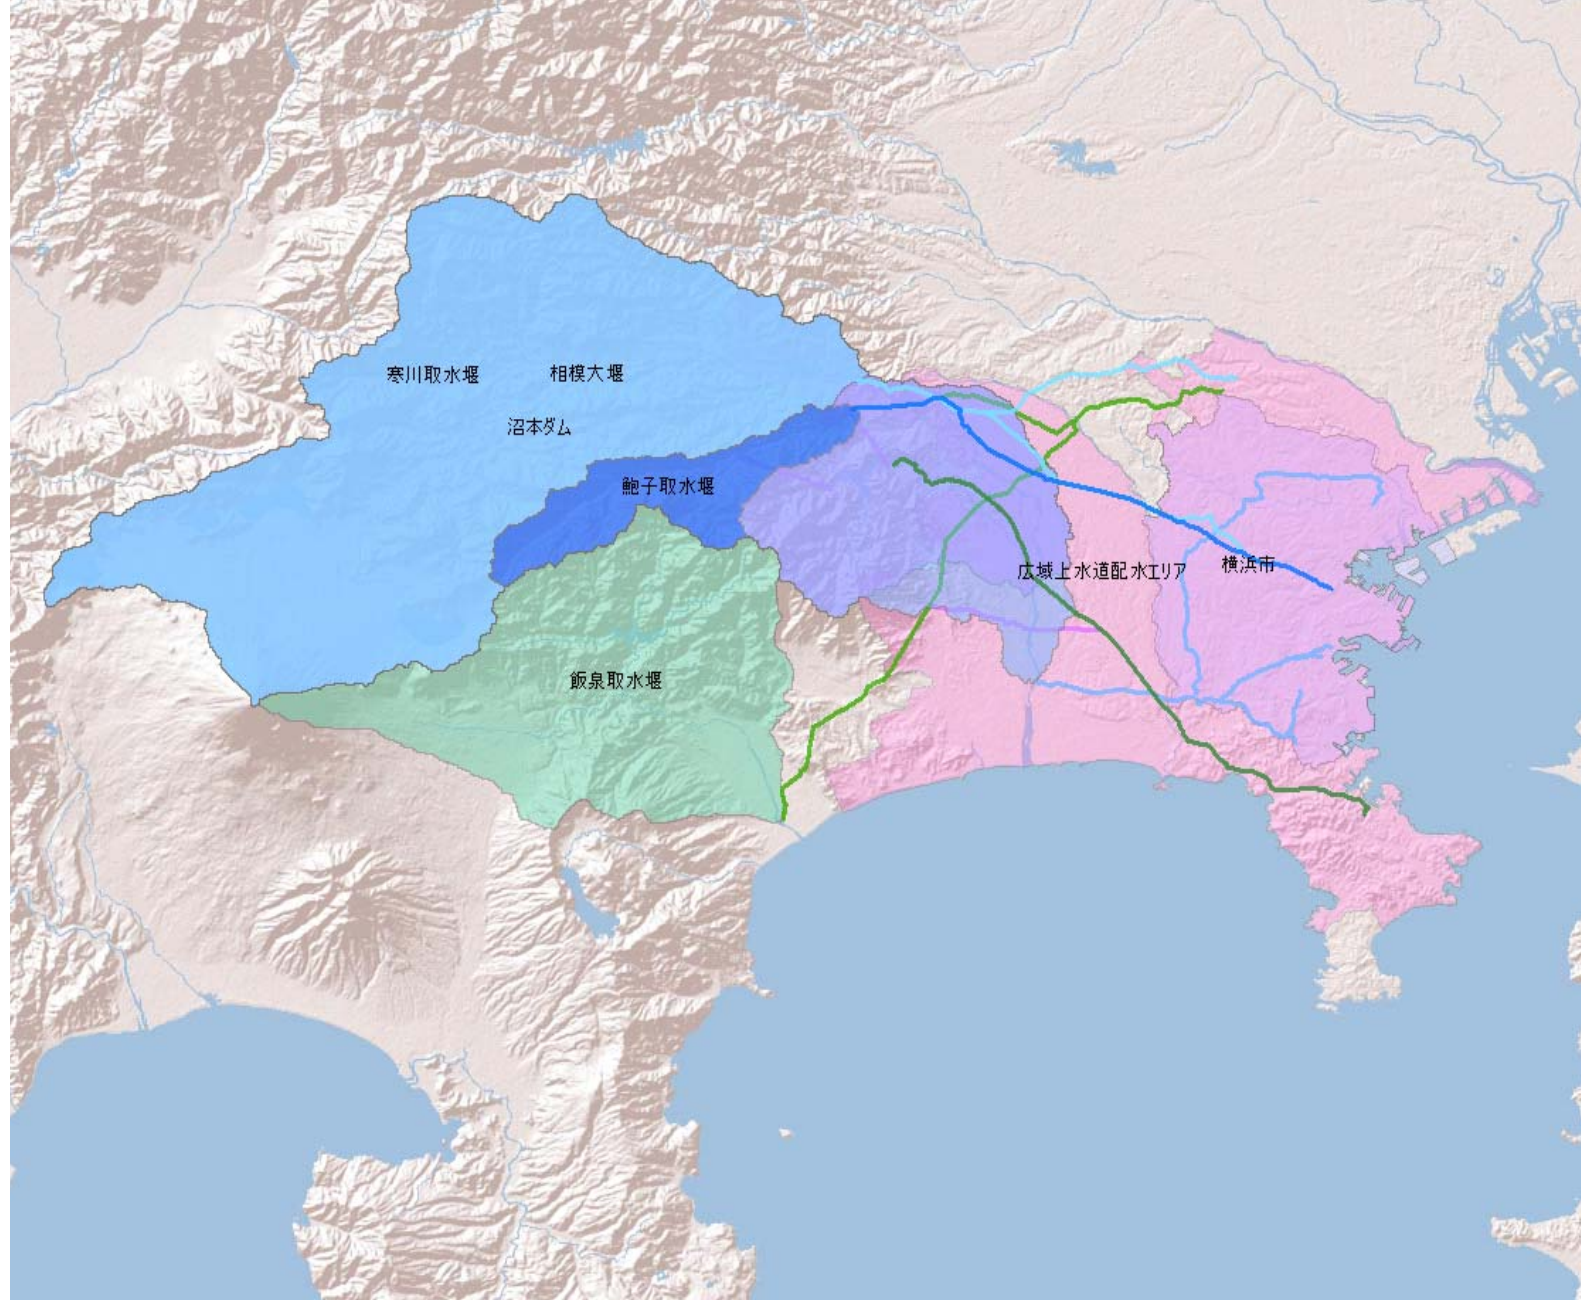 寒川取水堰
相模大堰
沼本ダム
鮑子取水堰
広域上水道配水エリア
横浜市
飯泉取水堰